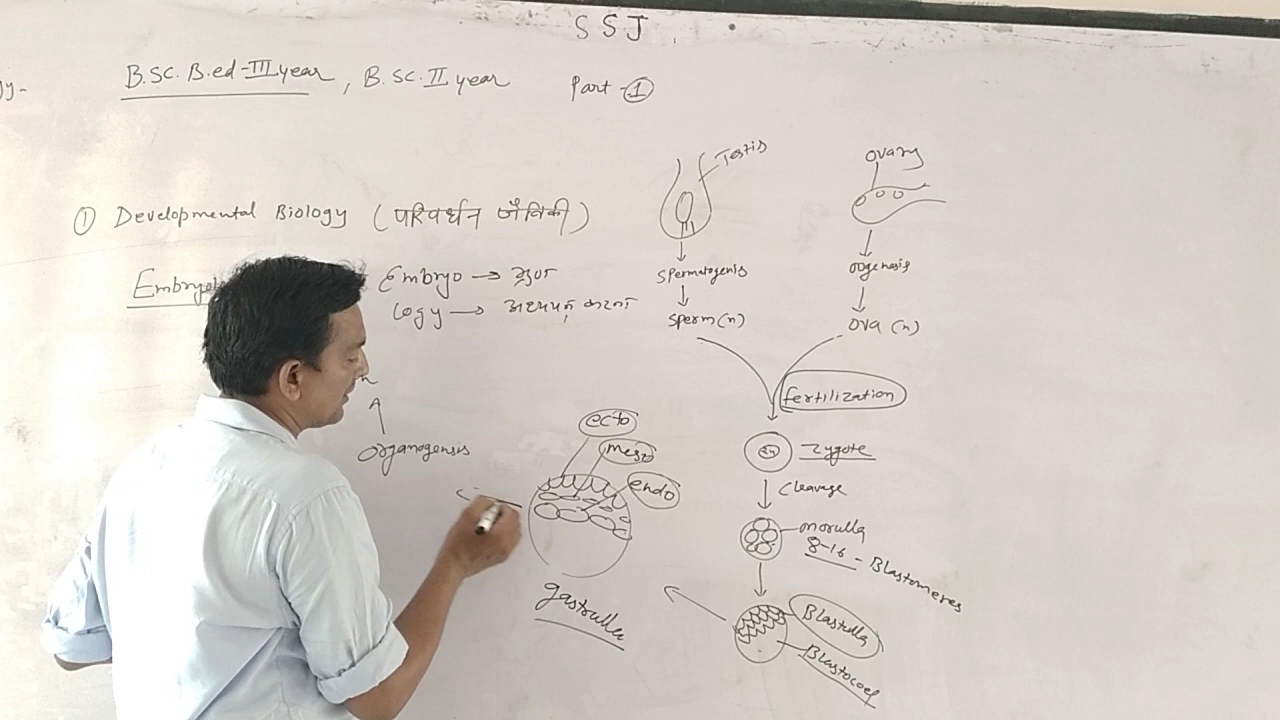 SSJ
B.SC. B.ed-III year, B.SC. II year Part-①
① Developmental Biology (परिवर्धन जैविकी)
Testis
Ovary
Embryo → भ्रूण
Logy → अध्ययन करना
Spermatogenis
oogenesis
Sperm(n)
Ova (n)
fertilization
2n Zygote
Cleavage
morulla
8-16 - Blastomeres
Blastulla
Blastocoel
ecto
meso
endo
gastrulla
organogensis